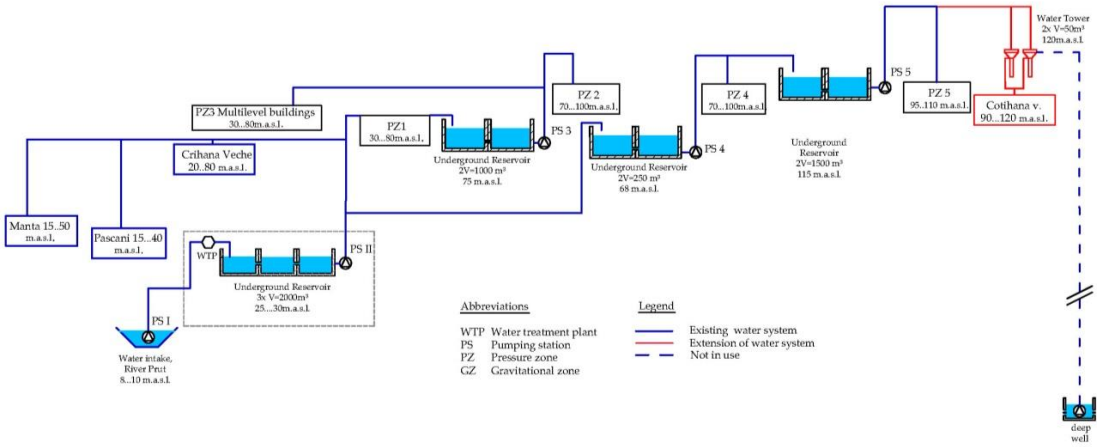 Water Tower
2x V=50m³
120m.a.s.l.
PS 5
PZ 2
70...100m.a.s.l.
PZ 4
70...100m.a.s.l.
PZ 5
95..110 m.a.s.l.
Cotihana v.
90...120 m.a.s.l.
PZ3 Multilevel buildings
30...80m.a.s.l.
PZ1
30...80m.a.s.l.
PS 3
PS 4
Underground Reservoir
2V=1000 m³
75 m.a.s.l.
Underground Reservoir
2V=250 m³
68 m.a.s.l.
Underground
Reservoir
2V=1500 m³
115 m.a.s.l.
Crihana Veche
20..80 m.a.s.l.
Manta 15..50
m.a.s.l.
Pascani 15...40
m.a.s.l.
WTP
PS II
Underground Reservoir
3x V=2000m³
25....30m.a.s.l.
PS I
Water intake,
River Prut
8...10 m.a.s.l.
Abbreviations
WTP Water treatment plant
PS Pumping station
PZ Pressure zone
GZ Gravitational zone
Legend
Existing water system
Extension of water system
Not in use
deep
well